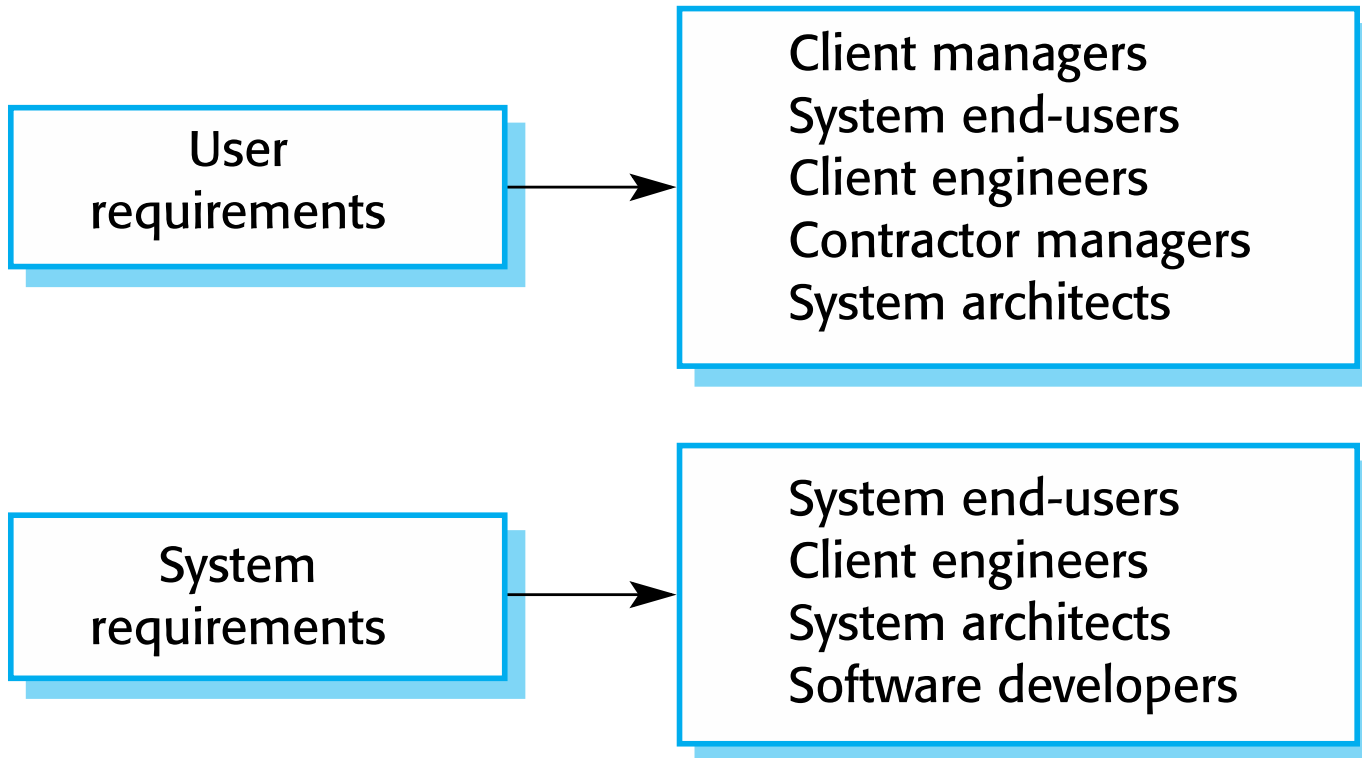 User
requirements
Client managers
System end-users
Client engineers
Contractor managers
System architects
System
requirements
System end-users
Client engineers
System architects
Software developers